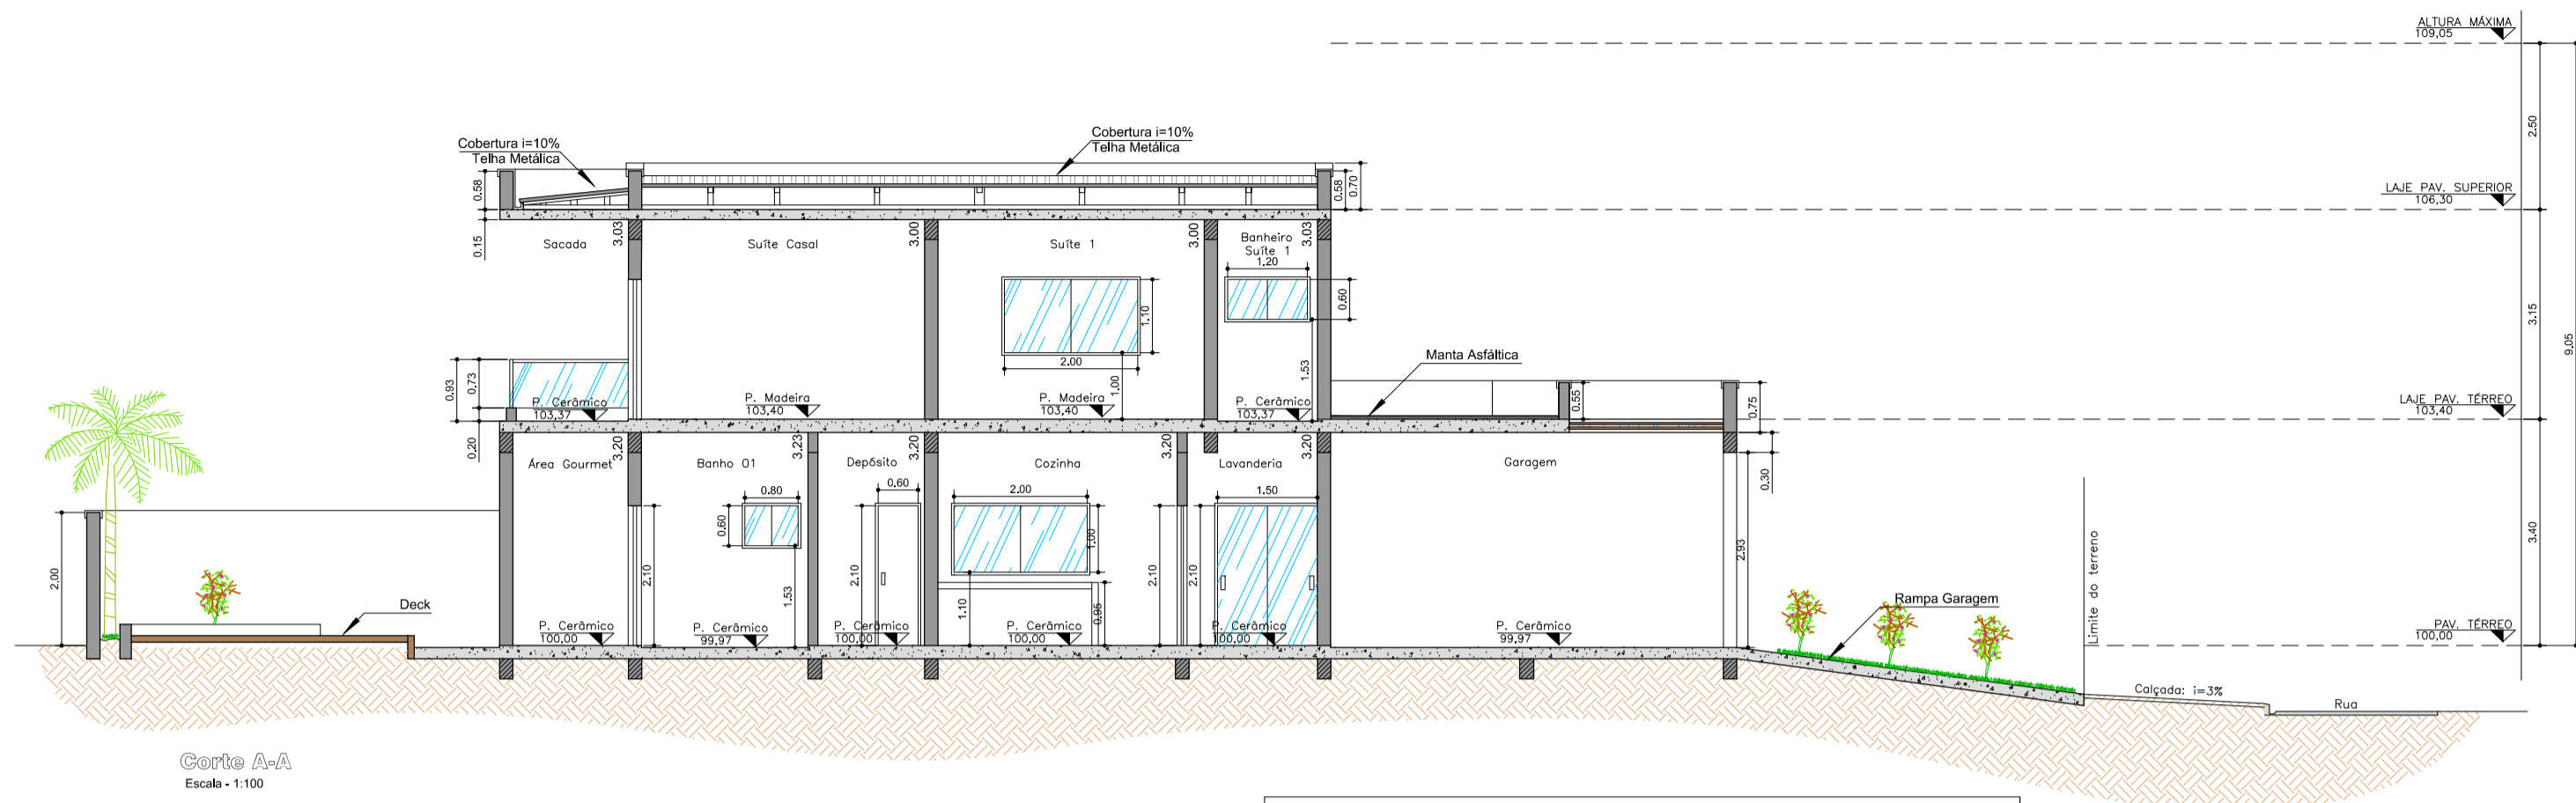 ALTURA MÁXIMA
109,05
2.50
Cobertura i=10%
Telha Metálica
Cobertura i=10%
Telha Metálica
0.58
0.58
0.70
LAJE PAV. SUPERIOR
106,30
0.15
Sacada
3.03
Suíte Casal
3.00
Suíte 1
3.00
Banheiro
Suíte 1
3.03
1.20
0.60
1.10
2.00
1.00
1.53
3.15
9.05
Manta Asfáltica
0.93
0.73
0.20
P. Cerâmico
103,37
P. Madeira
103,40
P. Madeira
103,40
P. Cerâmico
103,37
0.55
0.75
LAJE PAV. TÉRREO
103,40
Área Gourmet
3.20
Banho 01
3.23
Depósito
3.20
Cozinha
3.20
Lavanderia
3.20
Garagem
0.30
0.80
0.60
0.60
2.00
1.50
1.00
2.00
2.10
1.53
2.10
1.10
0.95
2.10
2.10
2.93
3.40
Limite do terreno
Deck
Rampa Garagem
P. Cerâmico
100,00
P. Cerâmico
99,97
P. Cerâmico
100,00
P. Cerâmico
100,00
P. Cerâmico
100,00
P. Cerâmico
99,97
PAV. TÉRREO
100,00
Calçada: i=3%
Rua
Corte A-A
Escala - 1:100